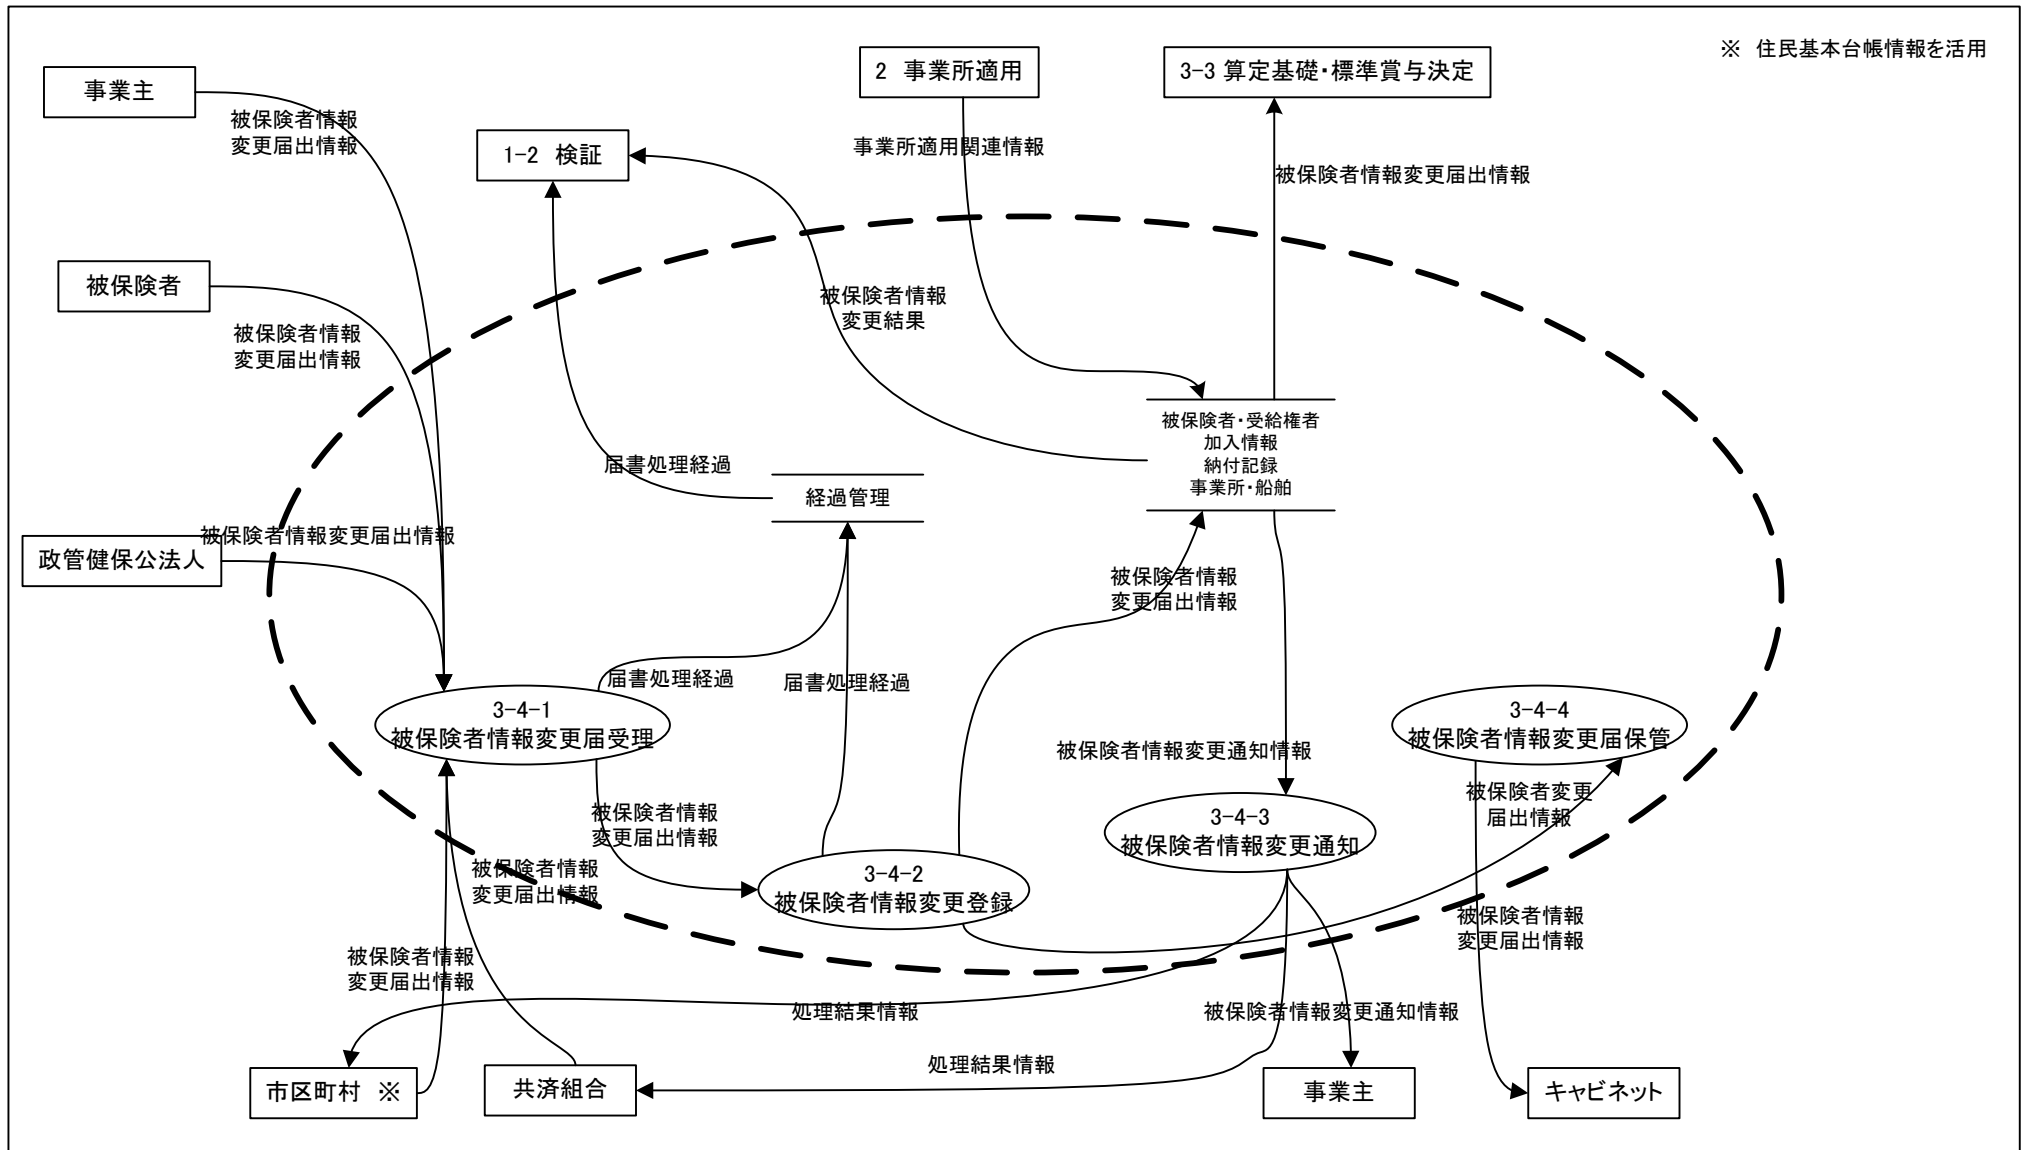 ※ 住民基本台帳情報を活用
事業主
2 事業所適用
3-3 算定基礎・標準賞与決定
被保険者情報
変更届出情報
1-2 検証
事業所適用関連情報
被保険者情報変更届出情報
被保険者
被保険者情報
変更届出情報
被保険者情報
変更結果
被保険者・受給権者
加入情報
納付記録
事業所・船舶
届書処理経過
経過管理
被保険者情報変更届出情報
政管健保公法人
被保険者情報
変更届出情報
届書処理経過
届書処理経過
3-4-1
被保険者情報変更届受理
3-4-4
被保険者情報変更届保管
被保険者情報変更通知情報
被保険者情報
変更届出情報
被保険者変更
届出情報
3-4-3
被保険者情報変更通知
3-4-2
被保険者情報変更登録
被保険者情報
変更届出情報
被保険者情報
変更届出情報
被保険者情報
変更届出情報
処理結果情報
被保険者情報変更通知情報
処理結果情報
市区町村 ※
共済組合
事業主
キャビネット